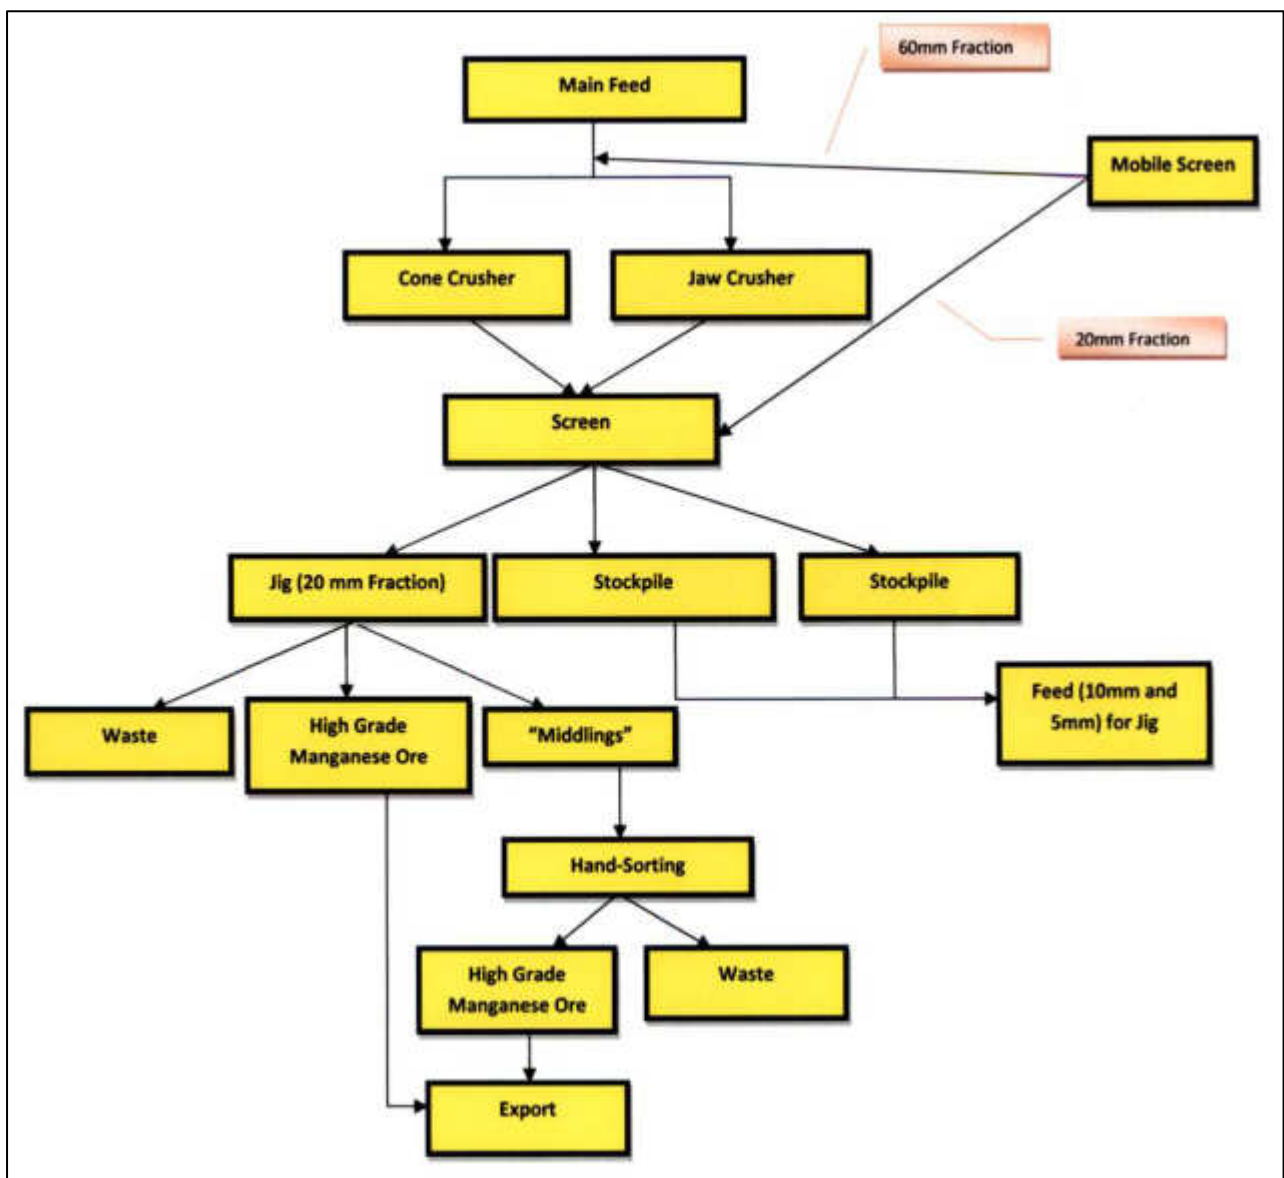 60mm Fraction
Main Feed
Mobile Screen
Cone Crusher
Jaw Crusher
20mm Fraction
Screen
Jig (20 mm Fraction)
Stockpile
Stockpile
Waste
High Grade
Manganese Ore
"Middlings"
Feed (10mm and
5mm) for Jig
Hand-Sorting
High Grade
Manganese Ore
Waste
Export